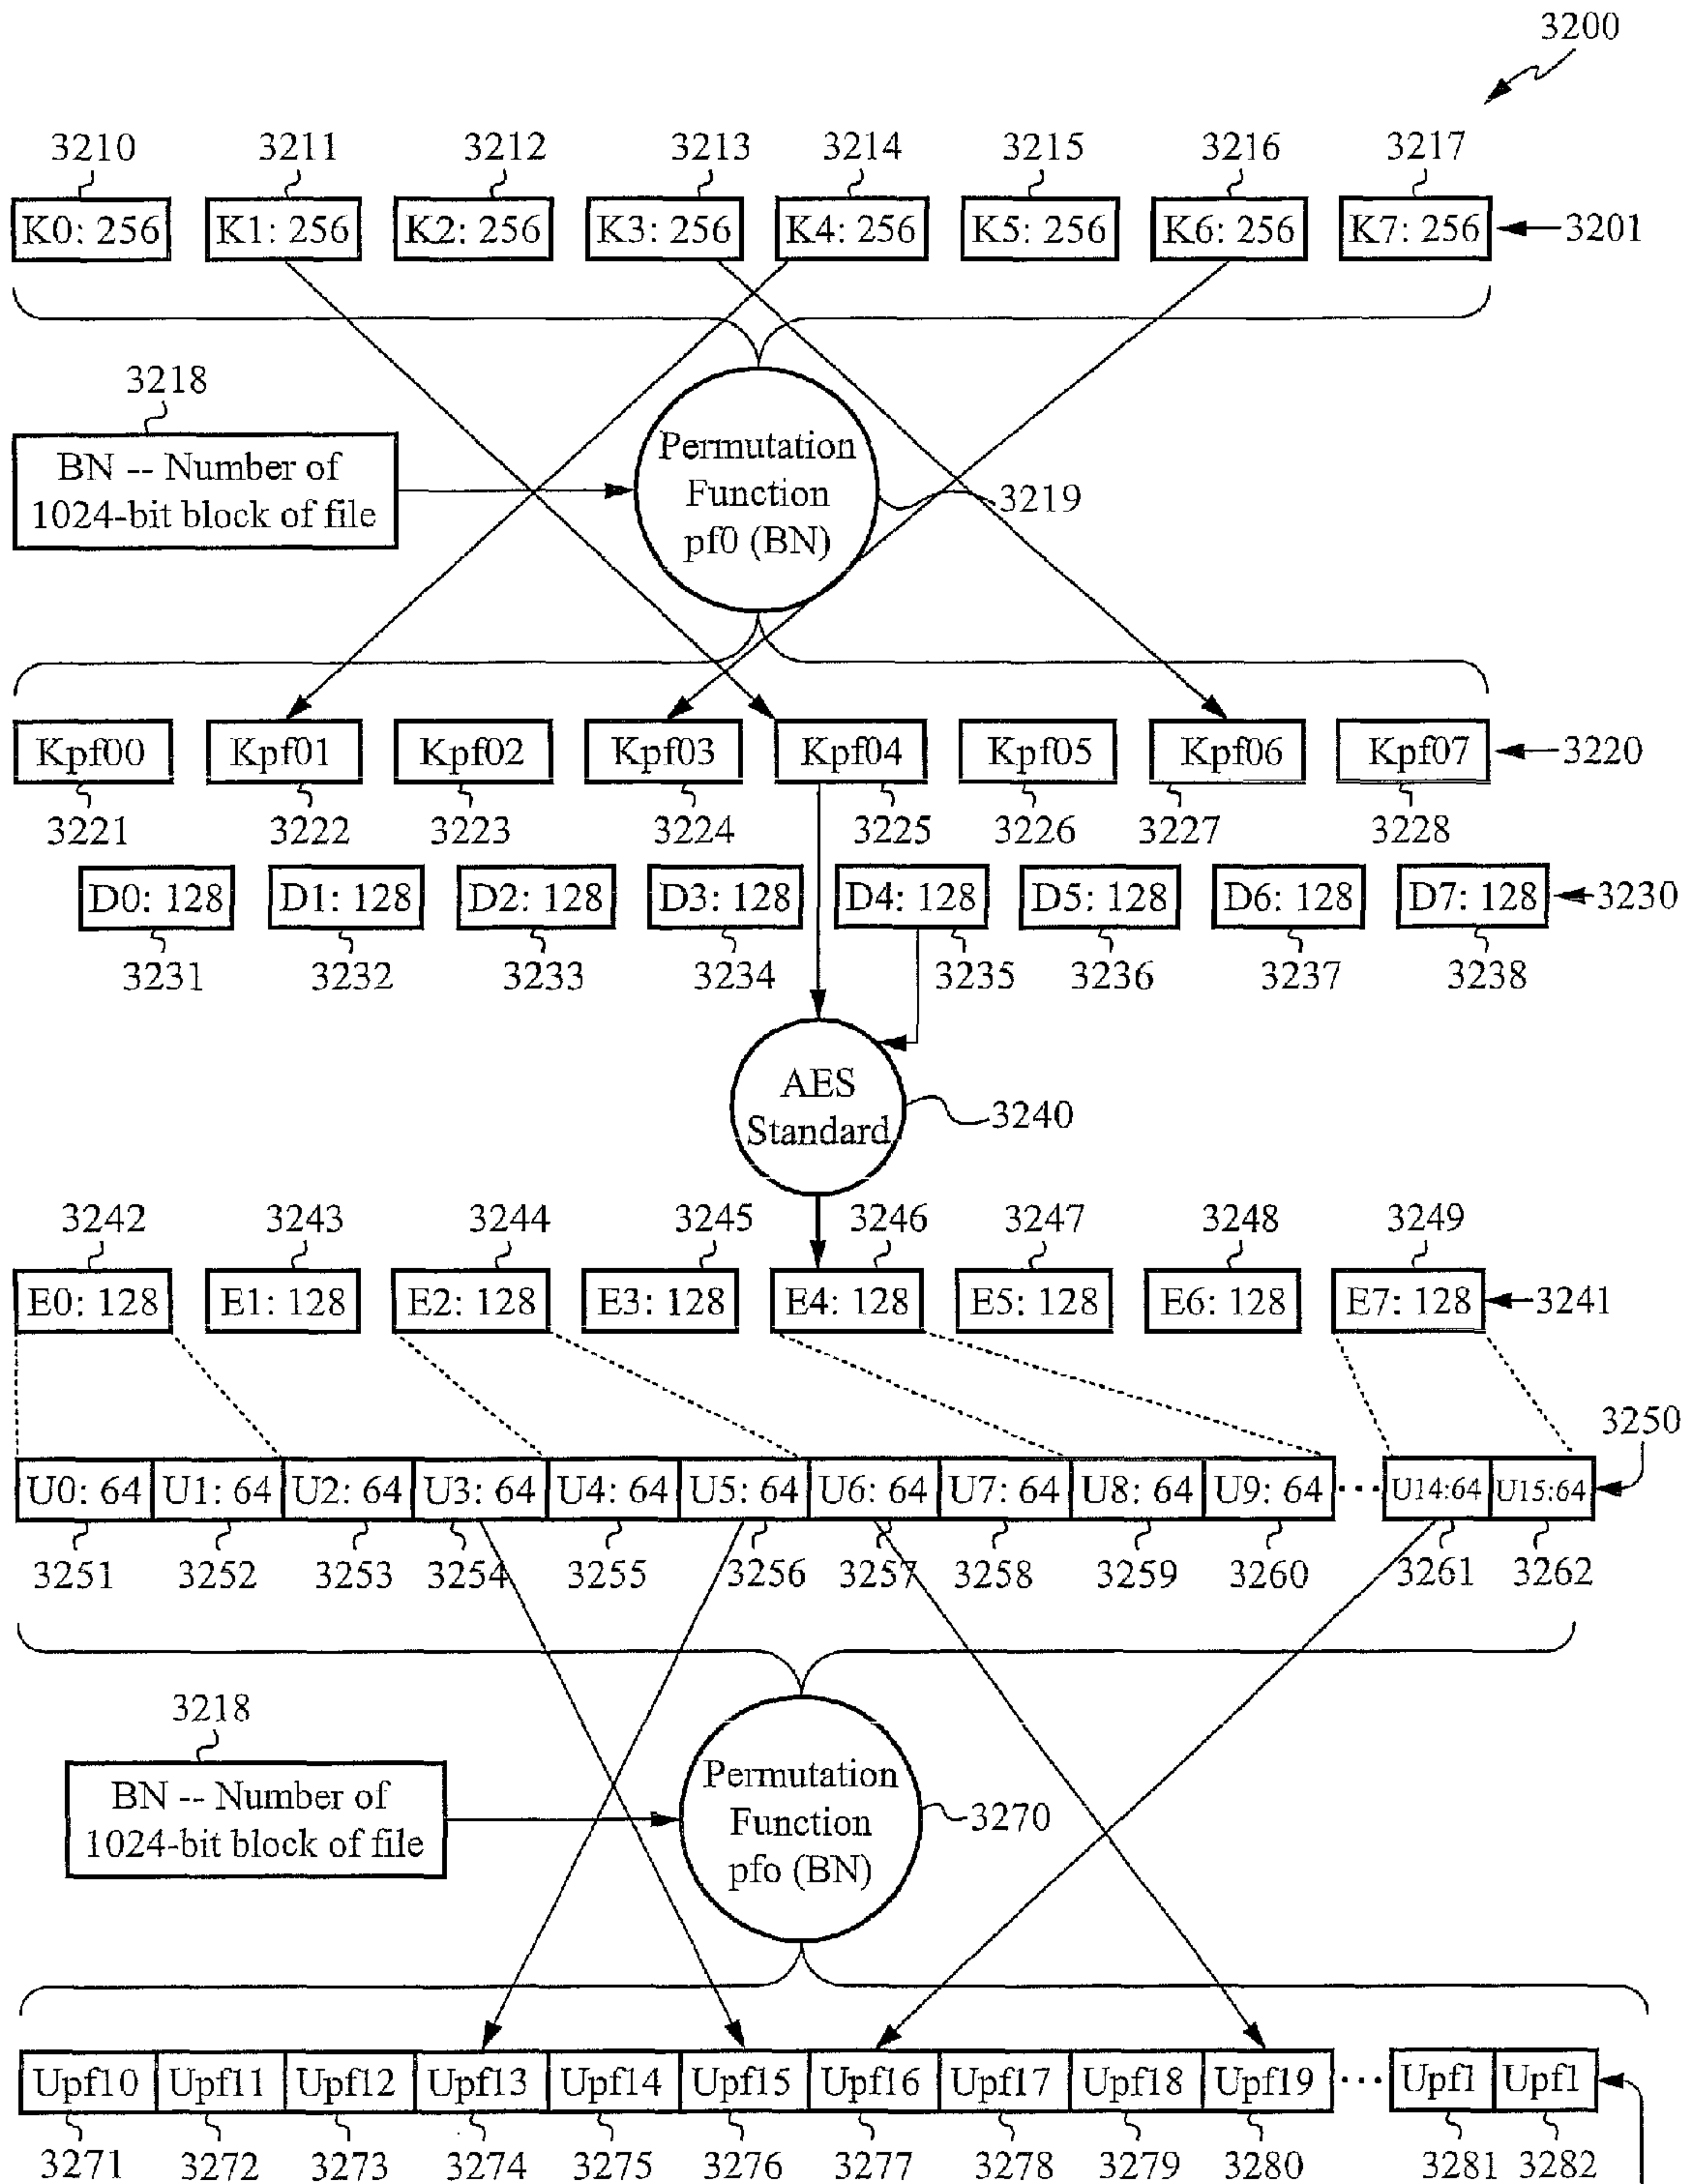 3200
3210 3211 3212 3213 3214 3215 3216 3217
K0: 256 K1: 256 K2: 256 K3: 256 K4: 256 K5: 256 K6: 256 K7: 256 3201
3218
BN -- Number of
1024-bit block of file
Permutation
Function
pf0 (BN)
3219
Kpf00 Kpf01 Kpf02 Kpf03 Kpf04 Kpf05 Kpf06 Kpf07 3220
3221 3222 3223 3224 3225 3226 3227 3228
D0: 128 D1: 128 D2: 128 D3: 128 D4: 128 D5: 128 D6: 128 D7: 128 3230
3231 3232 3233 3234 3235 3236 3237 3238
AES
Standard
3240
3242 3243 3244 3245 3246 3247 3248 3249
E0: 128 E1: 128 E2: 128 E3: 128 E4: 128 E5: 128 E6: 128 E7: 128 3241
3250
U0: 64 U1: 64 U2: 64 U3: 64 U4: 64 U5: 64 U6: 64 U7: 64 U8: 64 U9: 64 ••• U14:64 U15:64
3251 3252 3253 3254 3255 3256 3257 3258 3259 3260 3261 3262
3218
BN -- Number of
1024-bit block of file
Permutation
Function
pfo (BN)
3270
Upf10 Upf11 Upf12 Upf13 Upf14 Upf15 Upf16 Upf17 Upf18 Upf19 ••• Upf1 Upf1
3271 3272 3273 3274 3275 3276 3277 3278 3279 3280 3281 3282